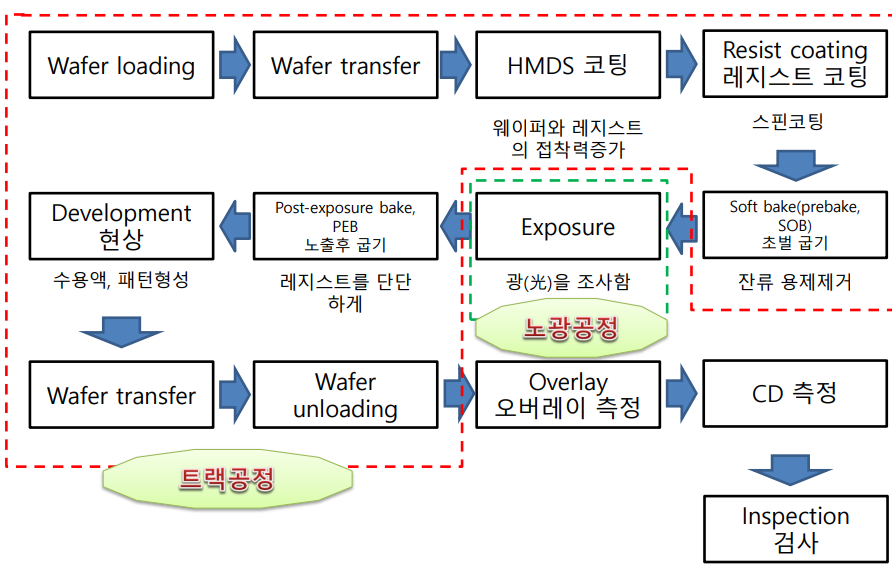 Wafer loading
Wafer transfer
HMDS 코팅
Resist coating
레지스트 코팅
웨이퍼와 레지스트
의 접착력증가
스핀코팅
Development
현상
Post-exposure bake,
PEB
노출후 굽기
Exposure
Soft bake(prebake,
SOB)
초벌 굽기
수용액, 패턴형성
레지스트를 단단
하게
광(光)을 조사함
잔류 용제제거
노광공정
Wafer transfer
Wafer
unloading
Overlay
오버레이 측정
CD 측정
트랙공정
Inspection
검사